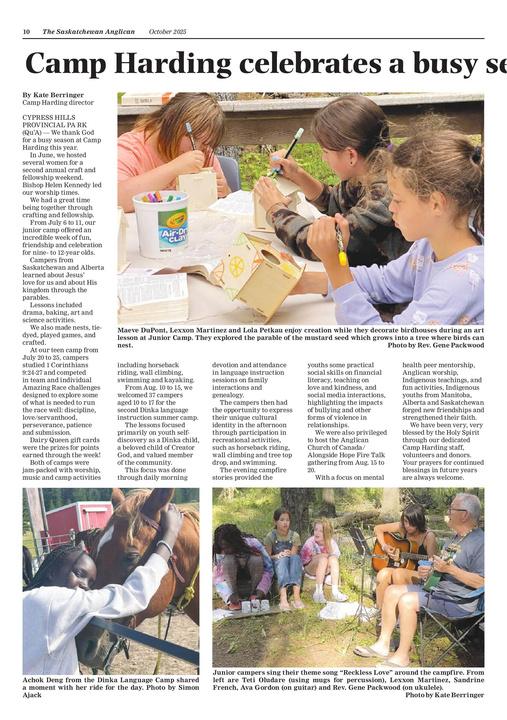 10 The Saskatchewan Anglican October 2025
Camp Harding celebrates a busy se
By Kate Berringer
Camp Harding director
CYPRESS HILLS
PROVINCIAL PARK
(Qu'A) — We thank God
for a busy season at Camp
Harding this year.
In June, we hosted
several women for a
second annual craft and
fellowship weekend.
Bishop Helen Kennedy led
our worship times.
We had a great time
being together through
crafting and fellowship.
From July 6 to 11, our
junior camp offered an
incredible week of fun,
friendship and celebration
for nine- to 12-year olds.
Campers from
Saskatchewan and Alberta
learned about Jesus'
love for us and about His
kingdom through the
parables.
Lessons included
drama, baking, art and
science activities.
We also made nests, tie-
dyed, played games, and
crafted.
At our teen camp from
July 20 to 25, campers
studied 1 Corinthians
9:24-27 and competed
in team and individual
Amazing Race challenges
designed to explore some
of what is needed to run
the race well: discipline,
love/servanthood,
perseverance, patience
and submission.
Dairy Queen gift cards
were the prizes for points
earned through the week!
Both of camps were
jam-packed with worship,
music and camp activities
Crayola
Air-Dry
CLAY
WHITE
Maeve DuPont, Lexxon Martinez and Lola Petkau enjoy creation while they decorate birdhouses during an art
lesson at Junior Camp. They explored the parable of the mustard seed which grows into a tree where birds can
nest. Photo by Rev. Gene Packwood
including horseback
riding, wall climbing,
swimming and kayaking.
From Aug. 10 to 15, we
welcomed 37 campers
aged 10 to 17 for the
second Dinka language
instruction summer camp.
The lessons focused
primarily on youth self-
discovery as a Dinka child,
a beloved child of Creator
God, and valued member
of the community.
This focus was done
through daily morning
devotion and attendance
in language instruction
sessions on family
interactions and
genealogy.
The campers then had
the opportunity to express
their unique cultural
identity in the afternoon
through participation in
recreational activities,
such as horseback riding,
wall climbing and tree top
drop, and swimming.
The evening campfire
stories provided the
youths some practical
social skills on financial
literacy, teaching on
love and kindness, and
social media interactions,
highlighting the impacts
of bullying and other
forms of violence in
relationships.
We were also privileged
to host the Anglican
Church of Canada/
Alongside Hope Fire Talk
gathering from Aug. 15 to
20.
With a focus on mental
health peer mentorship,
Anglican worship,
Indigenous teachings, and
fun activities, Indigenous
youths from Manitoba,
Alberta and Saskatchewan
forged new friendships and
strengthened their faith.
We have been very, very
blessed by the Holy Spirit
through our dedicated
Camp Harding staff,
volunteers and donors.
Your prayers for continued
blessings in future years
are always welcome.
Achok Deng from the Dinka Language Camp shared
a moment with her ride for the day. Photo by Simon
Ajack
Junior campers sing their theme song “Reckless Love” around the campfire. From
left are Teti Oludare (using mugs for percussion), Lexxon Martinez, Sandrine
French, Ava Gordon (on guitar) and Rev. Gene Packwood (on ukulele).
Photo by Kate Berringer